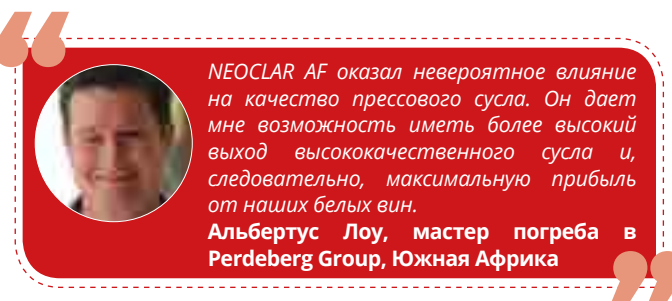 NEOCLAR AF оказал невероятное влияние
на качество прессового сусла. Он дает
мне возможность иметь более высокий
выход высококачественного сусла и,
следовательно, максимальную прибыль
от наших белых вин.
Альбертус Лоу, мастер погреба в
Perdeberg Group, Южная Африка